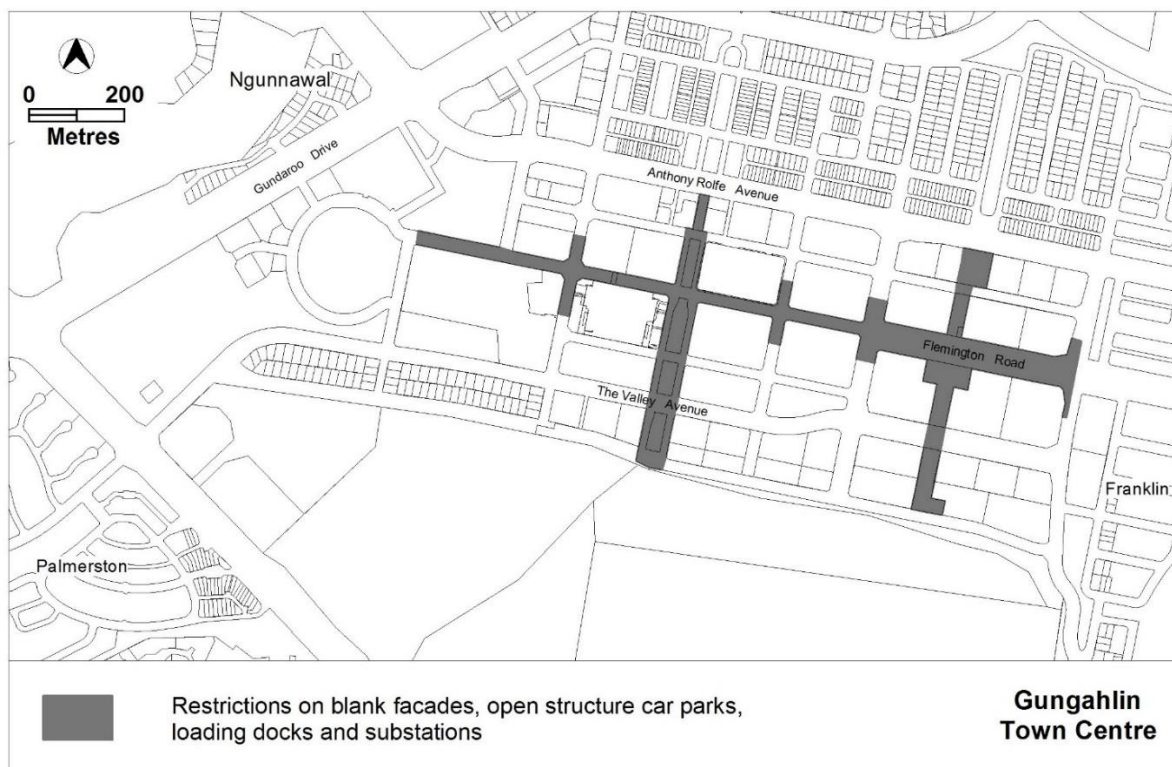 Ngunnawal
0 200
Metres
Gundaroo Drive
Anthony Rolfe Avenue
Flemington Road
The Valley Avenue
Franklin
Palmerston
Restrictions on blank facades, open structure car parks,
loading docks and substations
Gungahlin
Town Centre